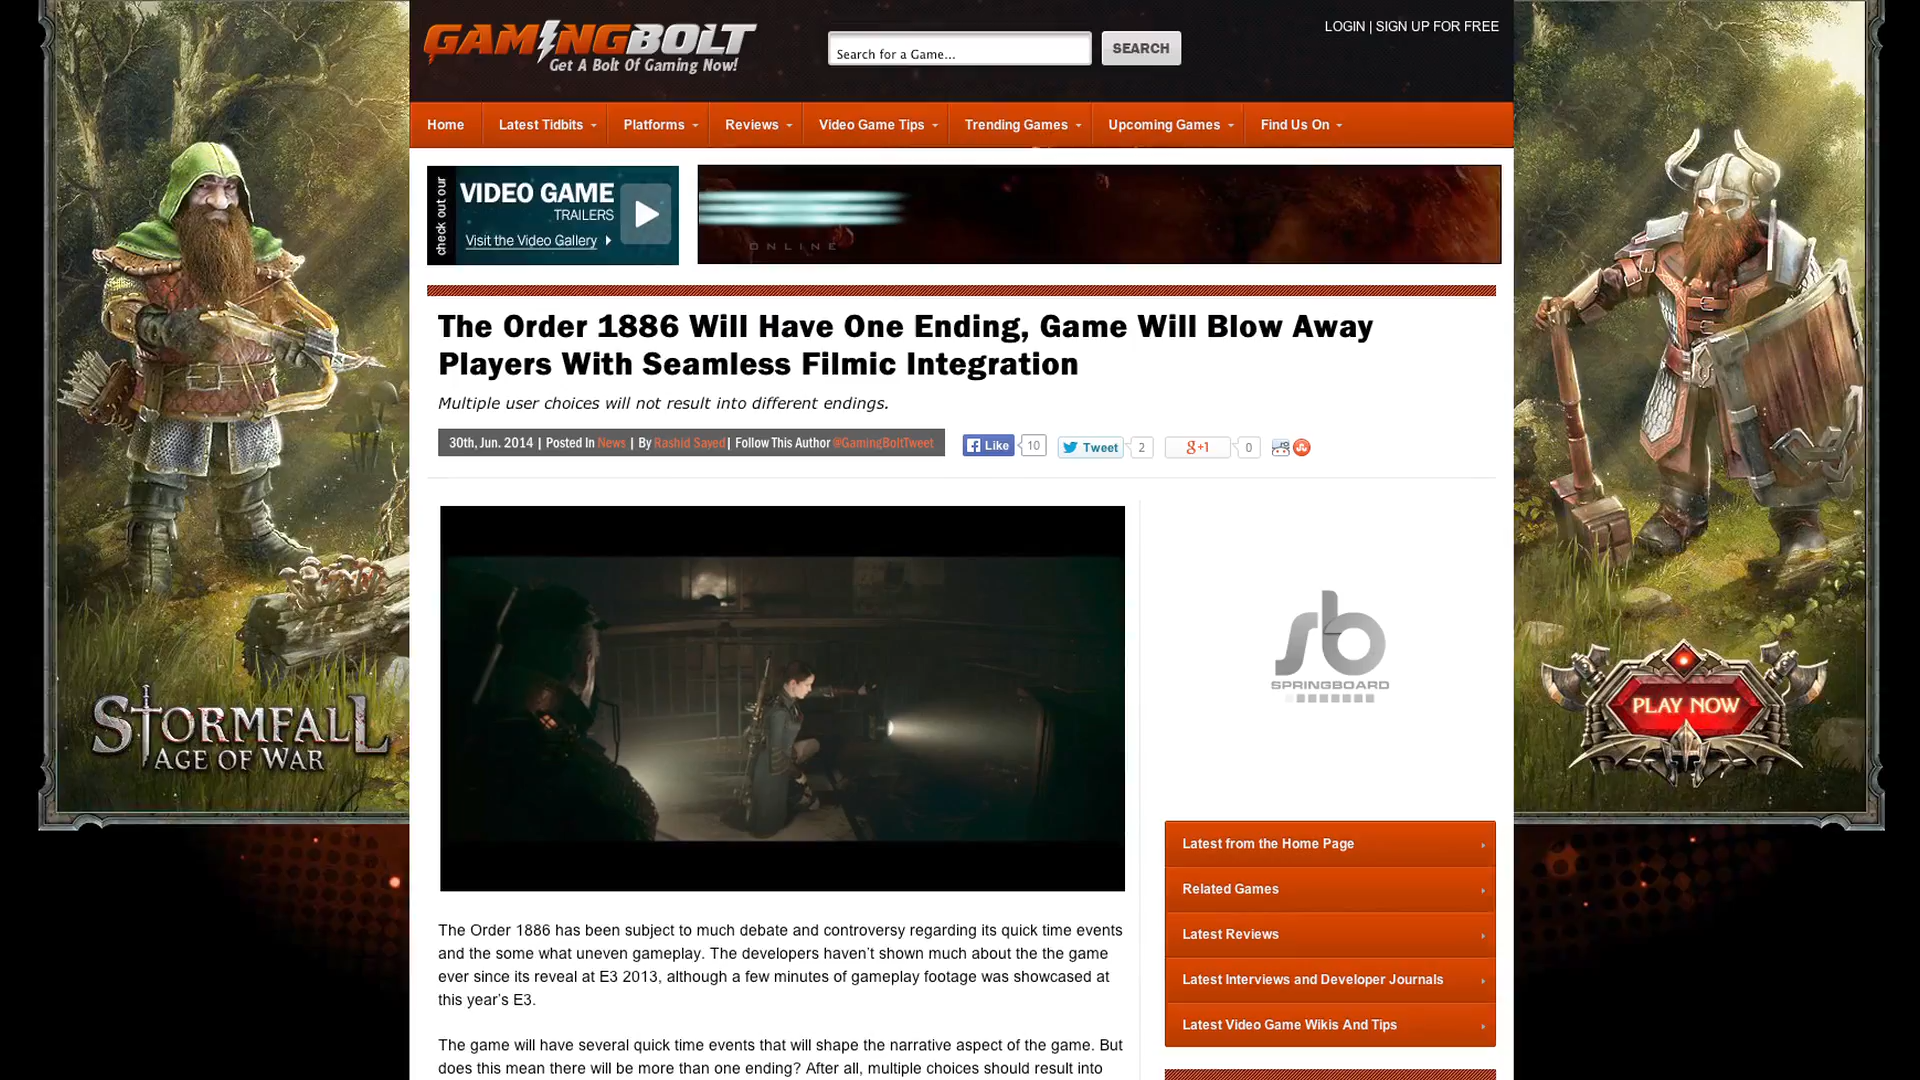 GAMINGBOLT
Get A Bolt Of Gaming Now!
Search for a Game...
SEARCH
LOGIN | SIGN UP FOR FREE
Home
Latest Tidbits
Platforms
Reviews
Video Game Tips
Trending Games
Upcoming Games
Find Us On
check out our
VIDEO GAME
TRAILERS
Visit the Video Gallery
ONLINE
The Order 1886 Will Have One Ending, Game Will Blow Away
Players With Seamless Filmic Integration
Multiple user choices will not result into different endings.
30th, Jun. 2014 | Posted In News | By Rashid Sayed | Follow This Author @GamingBoltTweet
Like 10
Tweet 2
g+1 0
sb
SPRINGBOARD
STORMFALL
AGE OF WAR
PLAY NOW
The Order 1886 has been subject to much debate and controversy regarding its quick time events
and the some what uneven gameplay. The developers haven’t shown much about the the game
ever since its reveal at E3 2013, although a few minutes of gameplay footage was showcased at
this year’s E3.
The game will have several quick time events that will shape the narrative aspect of the game. But
does this mean there will be more than one ending? After all, multiple choices should result into
Latest from the Home Page
Related Games
Latest Reviews
Latest Interviews and Developer Journals
Latest Video Game Wikis And Tips